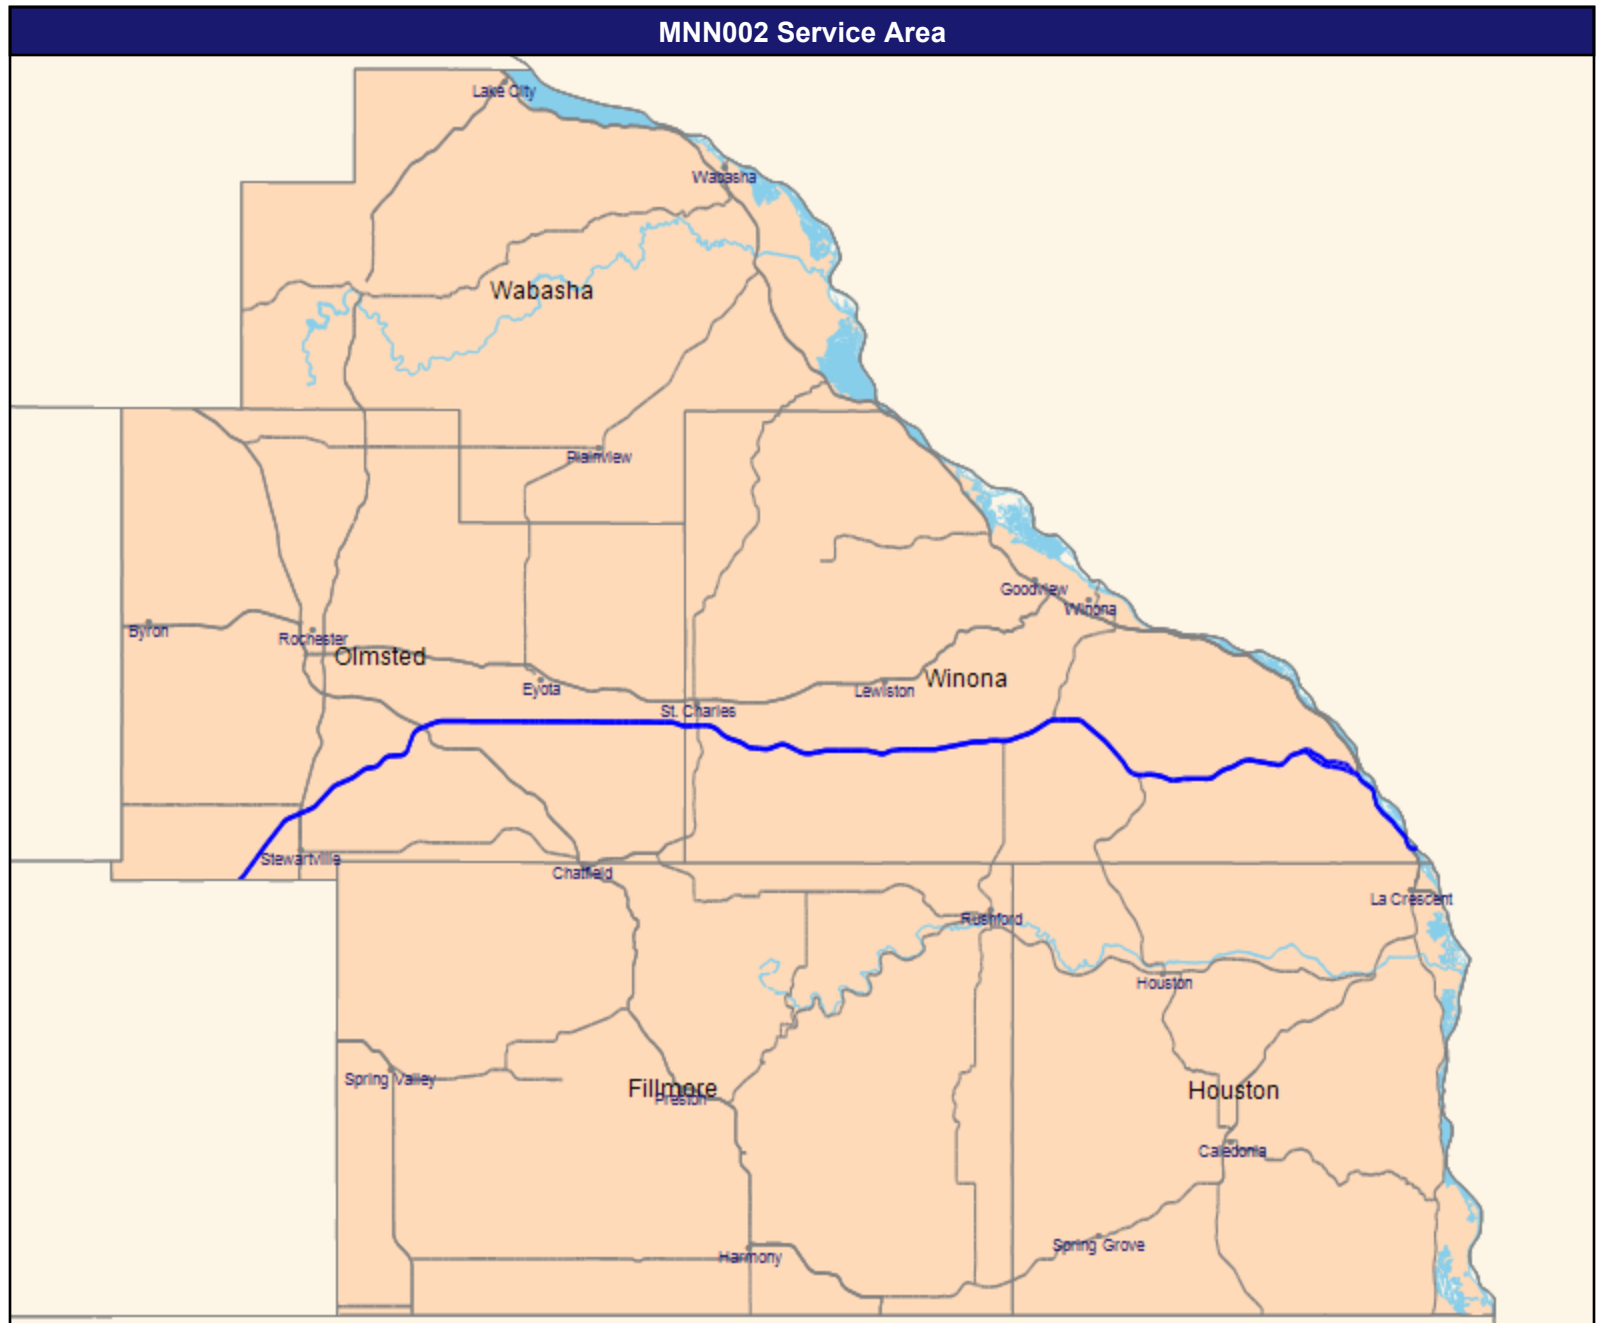 MNN002 Service Area
Lake City
Wabasha
Wabasha
Plainview
Goodview
Winona
Byron
Rochester
Olmsted
Eyota
Lewiston
Winona
St. Charles
Stewartville
Chatfield
La Crescent
Rushford
Houston
Spring Valley
Fillmore
Preston
Houston
Caledonia
Spring Grove
Harmony